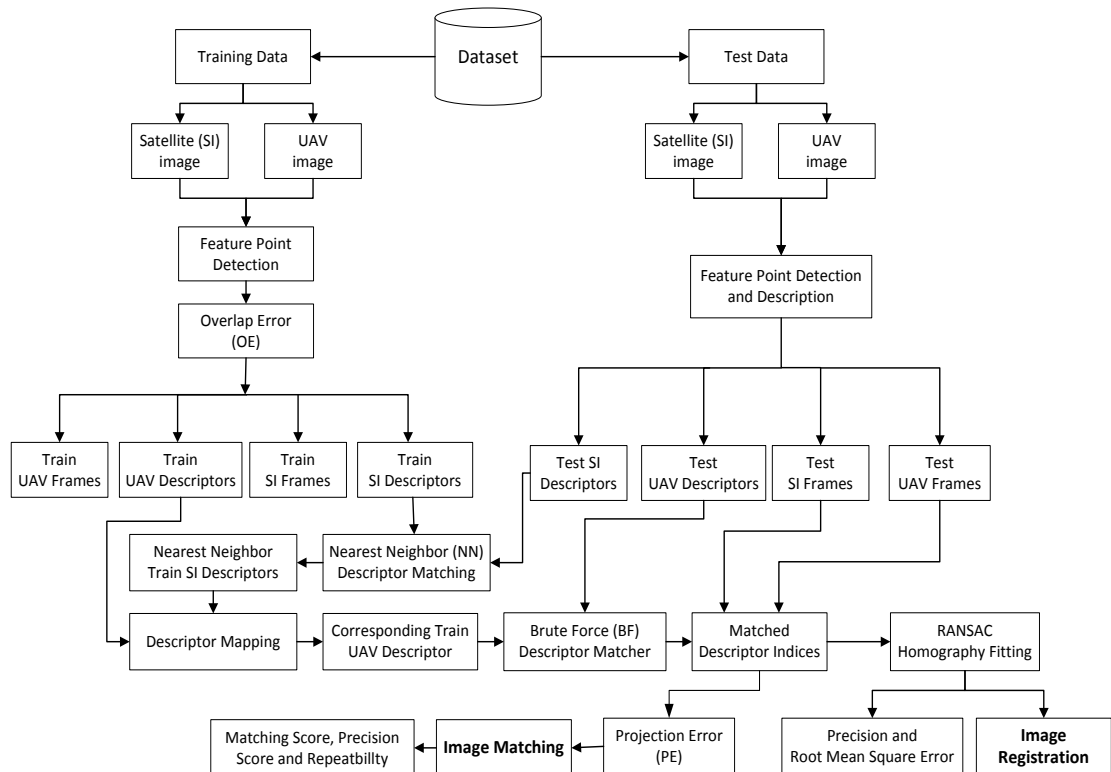 Dataset
Training Data
Test Data
Satellite (SI)
image
UAV
image
Satellite (SI)
image
UAV
image
Feature Point
Detection
Feature Point Detection
and Description
Overlap Error
(OE)
Train
UAV Frames
Train
UAV Descriptors
Train
SI Frames
Train
SI Descriptors
Test SI
Descriptors
Test
UAV Descriptors
Test
SI Frames
Test
UAV Frames
Nearest Neighbor
Train SI Descriptors
Nearest Neighbor (NN)
Descriptor Matching
Descriptor Mapping
Corresponding Train
UAV Descriptor
Brute Force (BF)
Descriptor Matcher
Matched
Descriptor Indices
RANSAC
Homography Fitting
Matching Score, Precision
Score and Repeatbility
Image Matching
Projection Error
(PE)
Precision and
Root Mean Square Error
Image
Registration